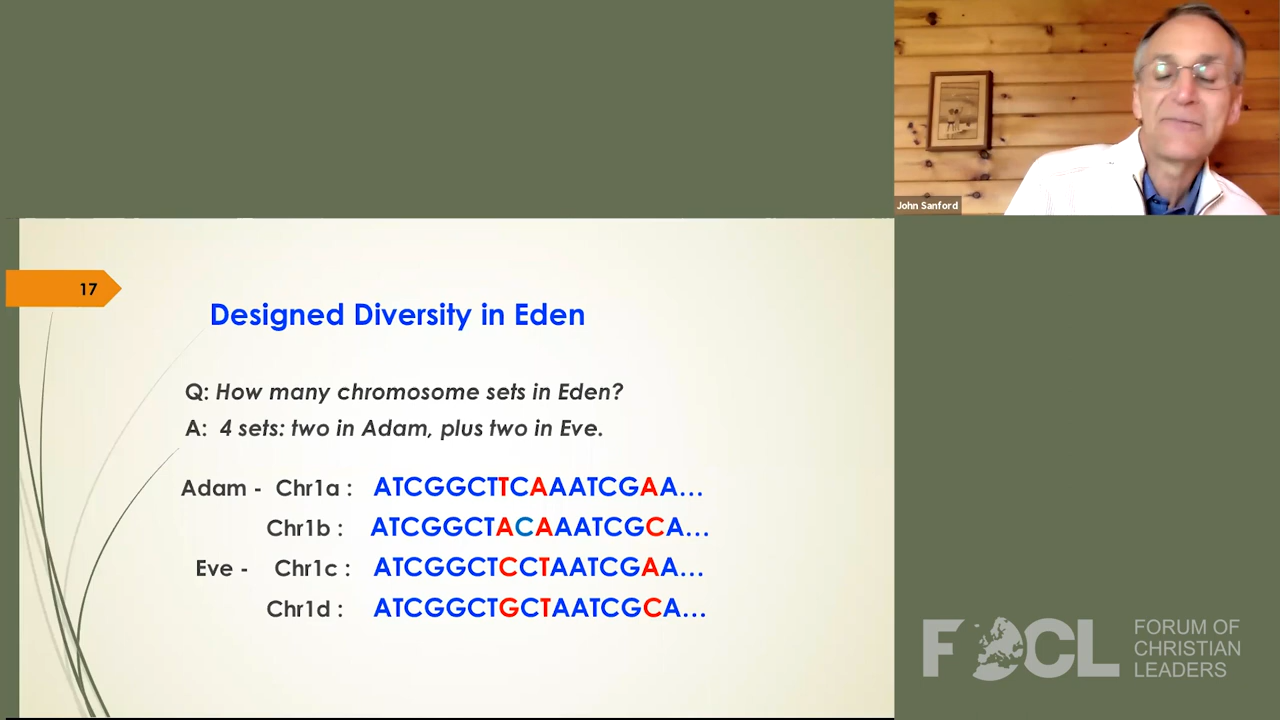 John Sanford
17
Designed Diversity in Eden
Q: How many chromosome sets in Eden?
A: 4 sets: two in Adam, plus two in Eve.
Adam - Chr1a : ATCGGCTTCAAATCGAA...
Chr1b : ATCGGCTACAAATCGCA...
Eve - Chr1c : ATCGGCTCCTAATCGAA...
Chr1d : ATCGGCTGCTAATCGCA...
FOCL
FORUM OF
CHRISTIAN
LEADERS